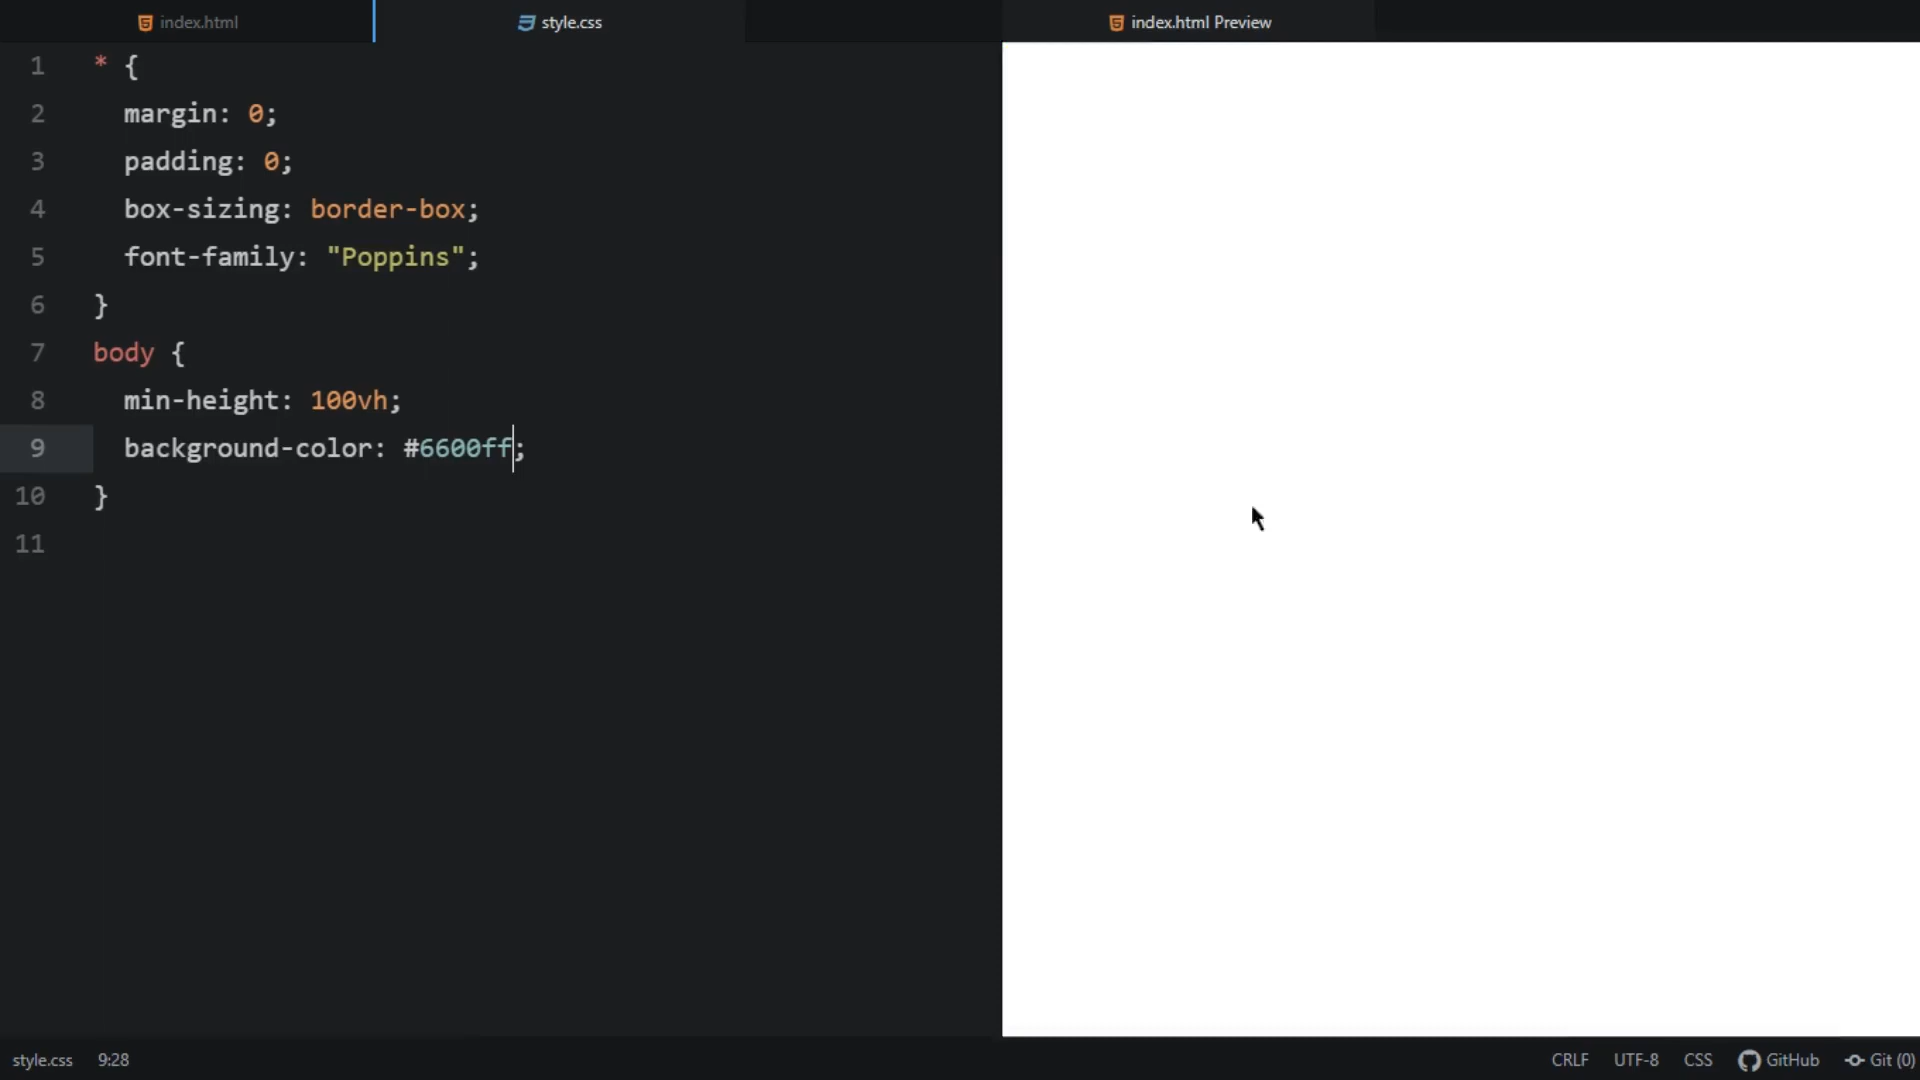 index.html
style.css
index.html Preview
1 * {
2 margin: 0;
3 padding: 0;
4 box-sizing: border-box;
5 font-family: "Poppins";
6 }
7 body {
8 min-height: 100vh;
9 background-color: #6600ff;
10 }
11
style.css 9:28
CRLF UTF-8 CSS GitHub Git (0)